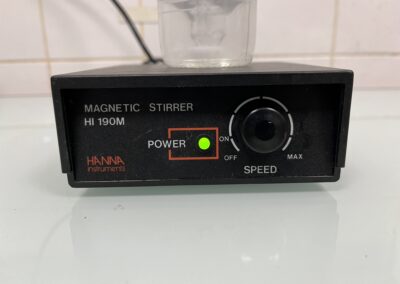 MAGNETIC STIRRER
HI 190M
POWER
ON
OFF
MAX
SPEED
HANNA
instruments